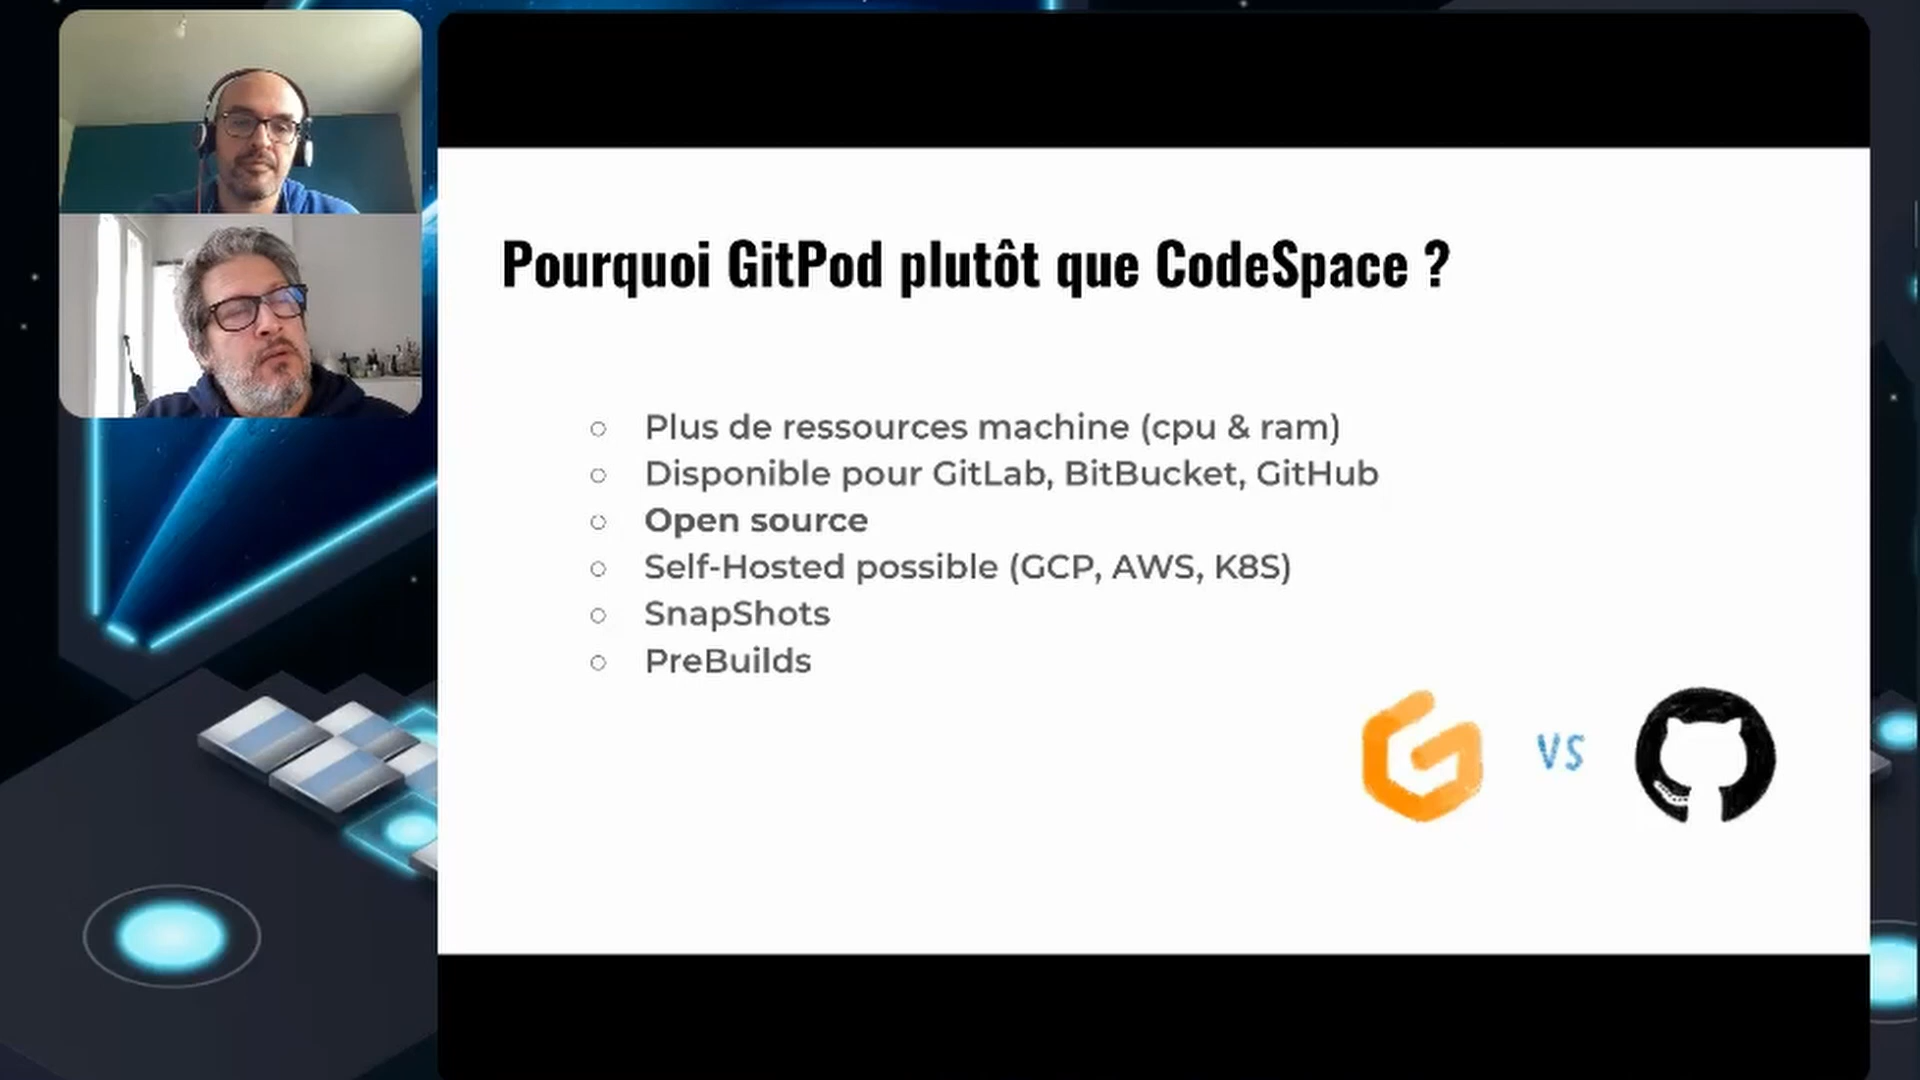 Pourquoi GitPod plutôt que CodeSpace ?
Plus de ressources machine (cpu & ram)
Disponible pour GitLab, BitBucket, GitHub
Open source
Self-Hosted possible (GCP, AWS, K8S)
SnapShots
PreBuilds
VS